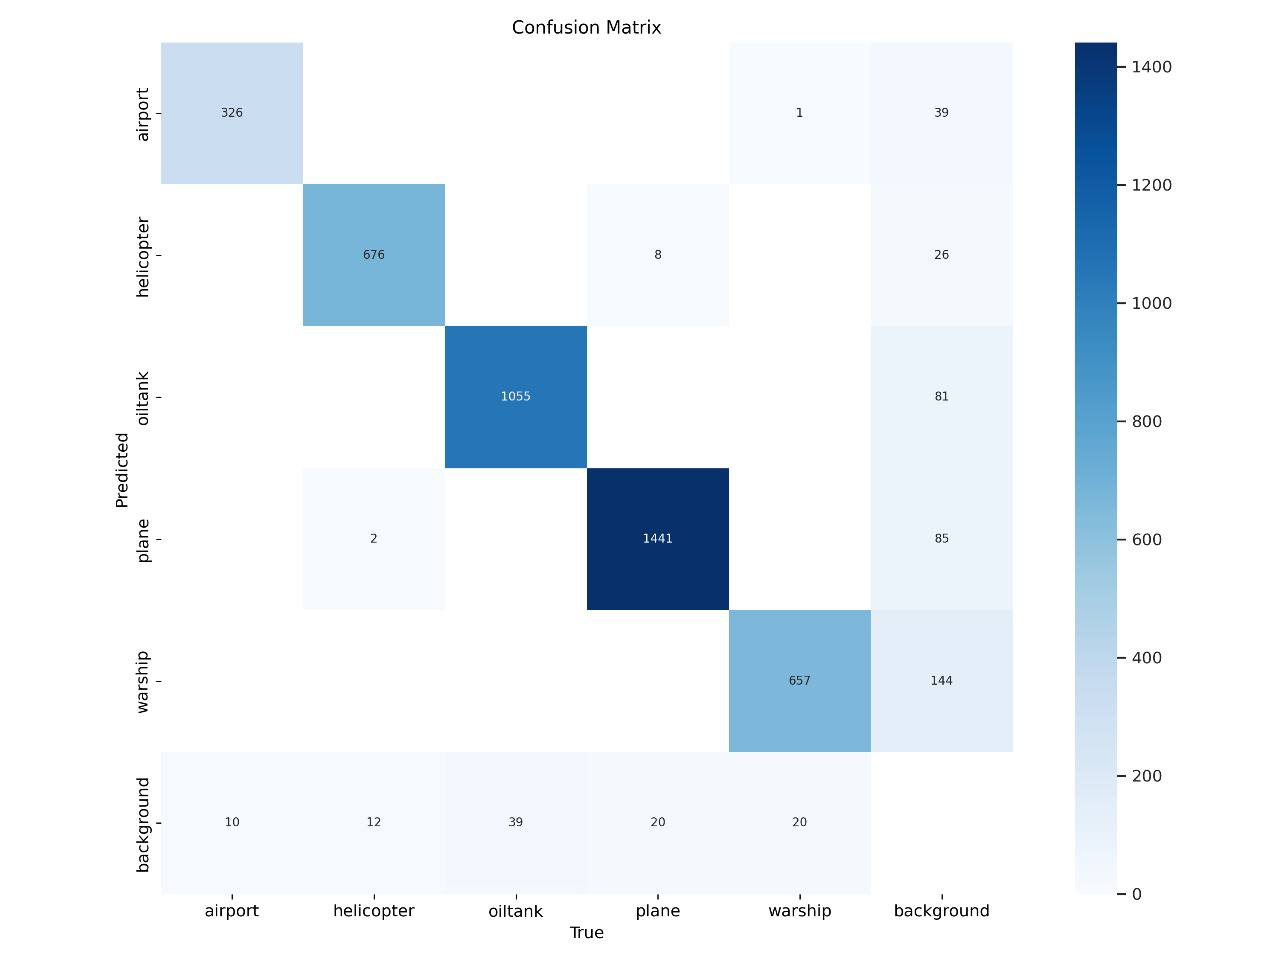 Confusion Matrix
airport
326
1
39
helicopter
676
8
26
oiltank
1055
81
Predicted
plane
2
1441
85
warship
657
144
background
10
12
39
20
20
airport
helicopter
oiltank
plane
warship
background
True
1400
1200
1000
800
600
400
200
0